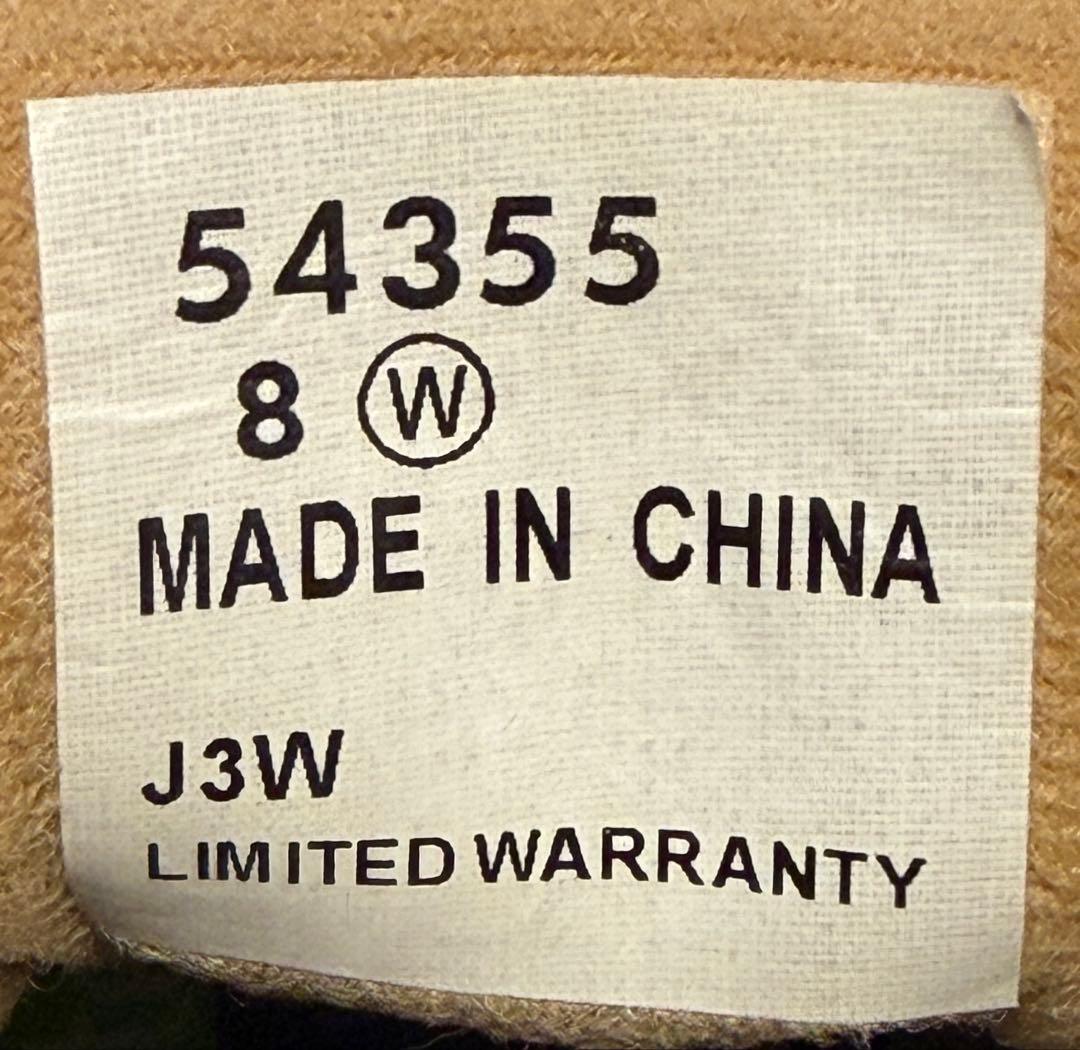 54355
8 Ⓦ
MADE IN CHINA
J3W
LIMITED WARRANTY